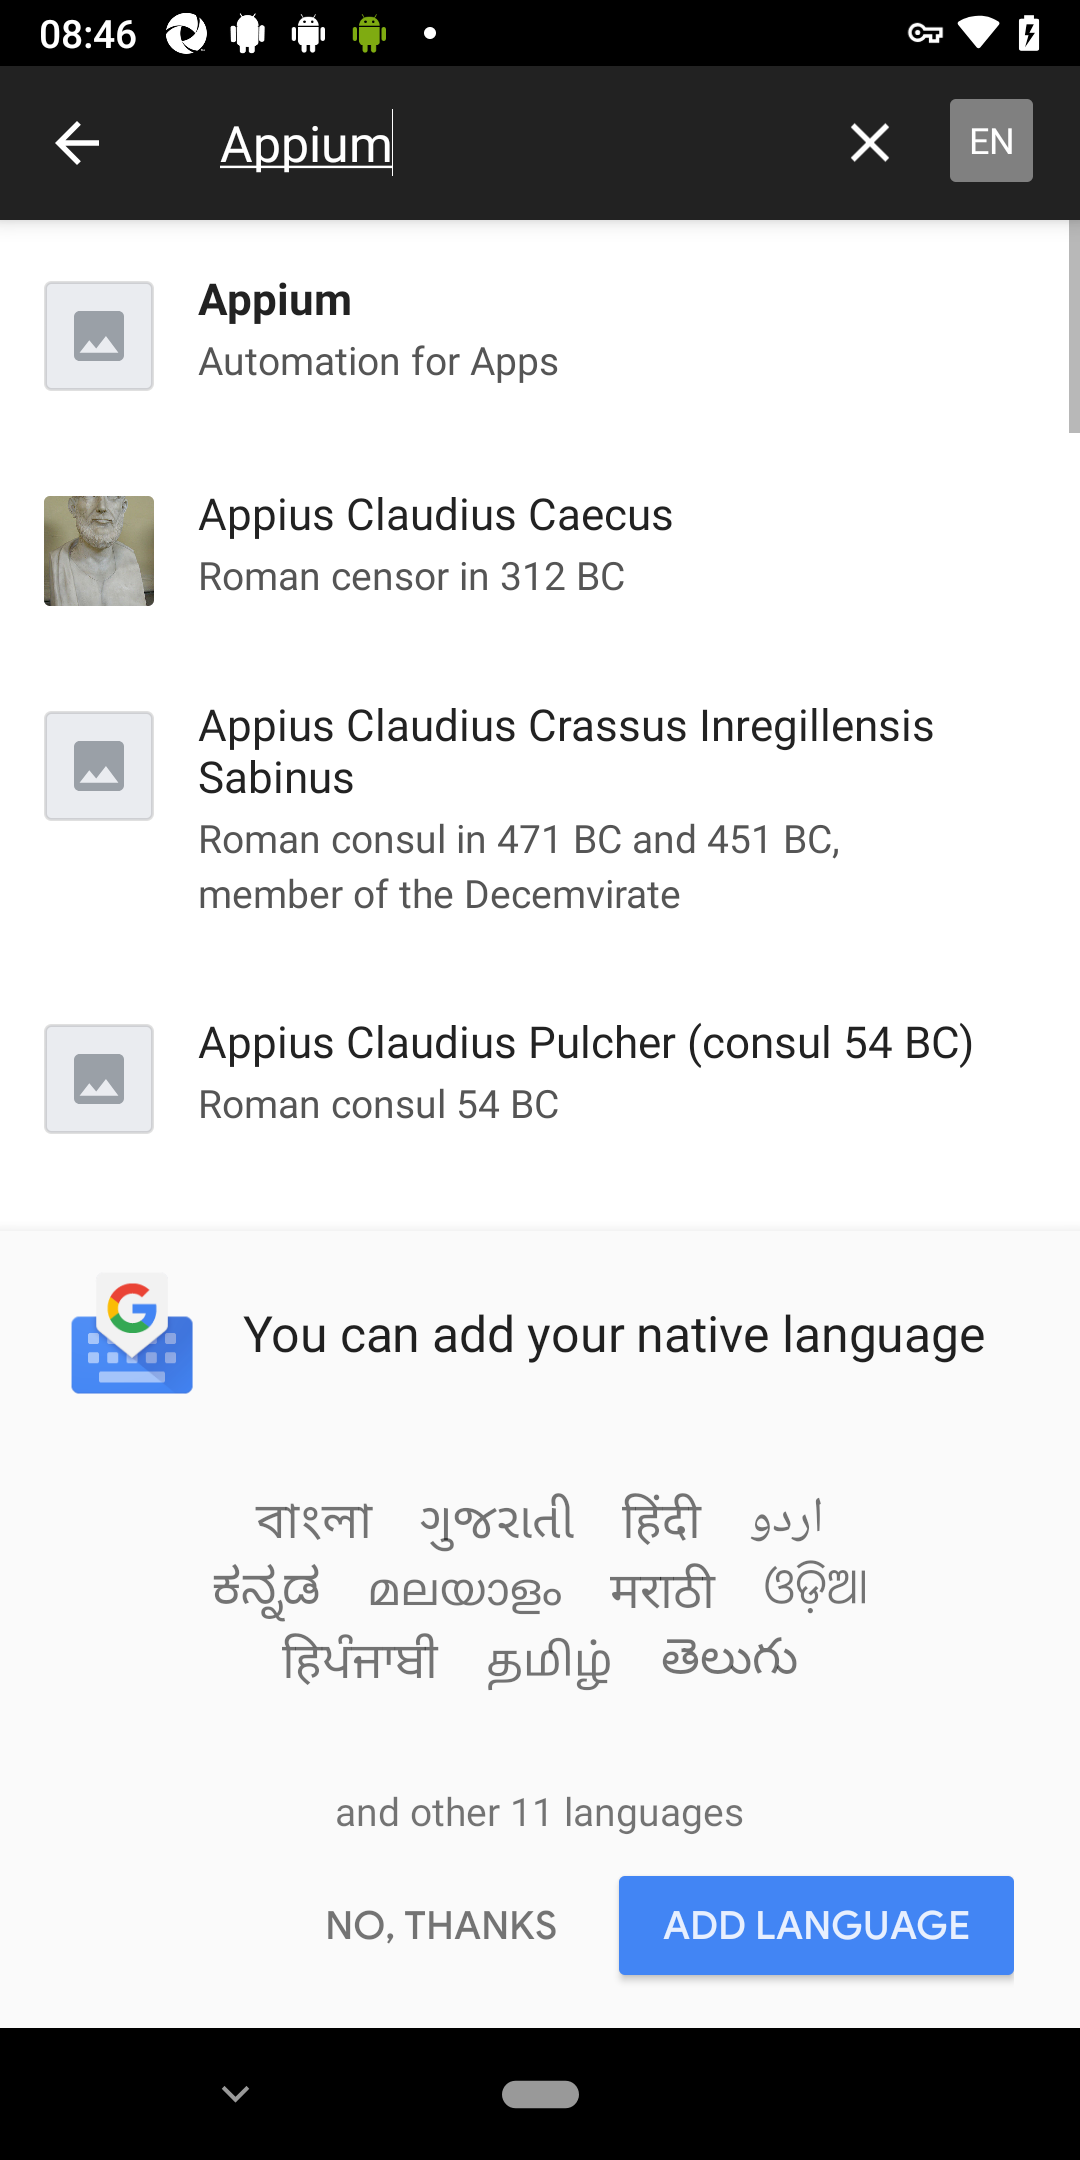 08:46
Appium
EN
Appium
Automation for Apps
Appius Claudius Caecus
Roman censor in 312 BC
Appius Claudius Crassus Inregillensis
Sabinus
Roman consul in 471 BC and 451 BC,
member of the Decemvirate
Appius Claudius Pulcher (consul 54 BC)
Roman consul 54 BC
You can add your native language
বাংলা ગુજરાતી हिंदी اردو
ಕನ್ನಡ മലയാളം मराठी ଓଡ଼ିଆ
हिਪੰਜਾਬੀ தமிழ் తెలుగు
and other 11 languages
NO, THANKS
ADD LANGUAGE